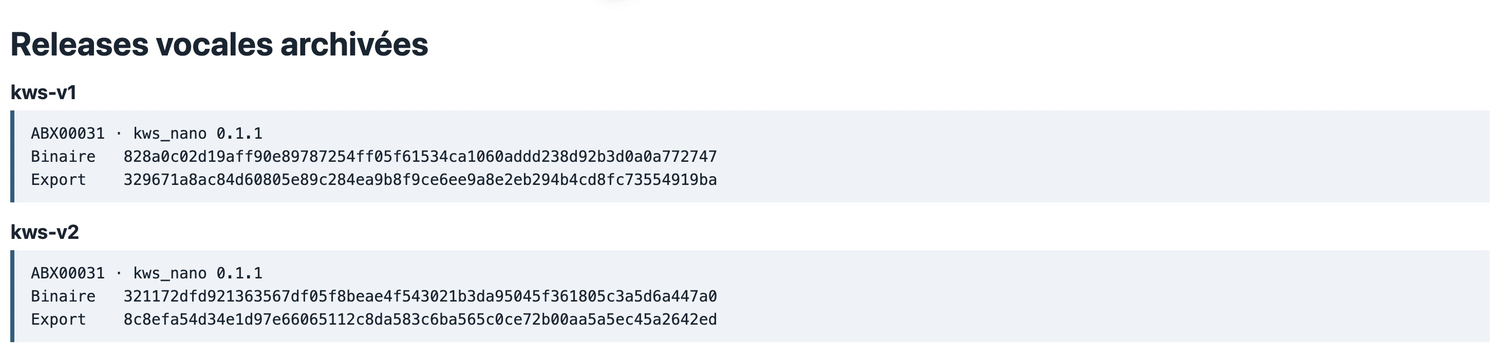 Releases vocales archivées
kws-v1
ABX00031 · kws_nano 0.1.1
Binaire 828a0c02d19aff90e89787254ff05f61534ca1060addd238d92b3d0a0a772747
Export 329671a8ac84d60805e89c284ea9b8f9ce6ee9a8e2eb294b4cd8fc73554919ba
kws-v2
ABX00031 · kws_nano 0.1.1
Binaire 321172dfd921363567df05f8beae4f543021b3da95045f361805c3a5d6a447a0
Export 8c8efa54d34e1d97e66065112c8da583c6ba565c0ce72b00aa5a5ec45a2642ed